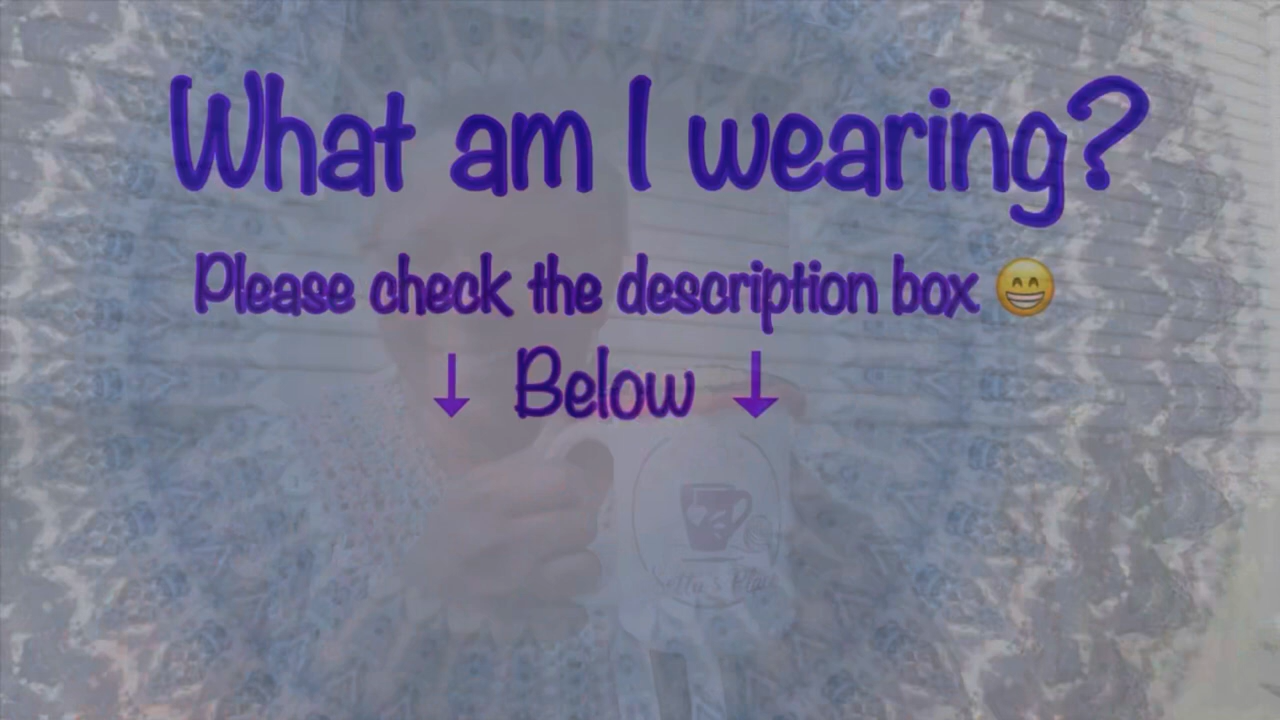 What am I wearing?
Please check the description box 😁
↓ Below ↓